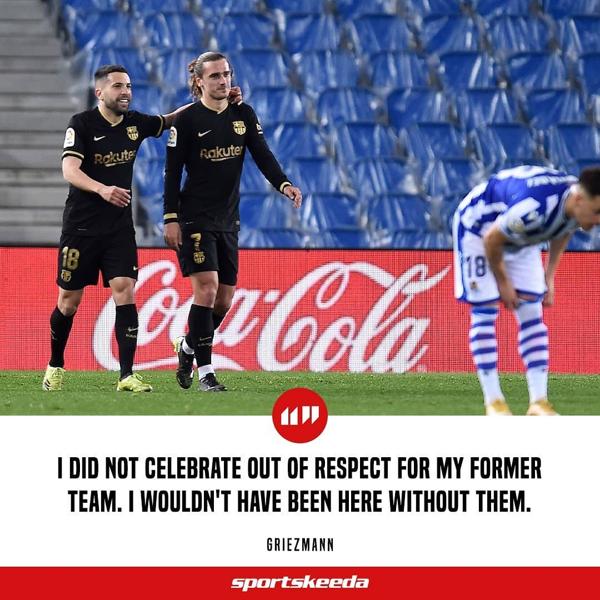 Rakuten
Rakuten
18
7
18
Coca-Cola
I DID NOT CELEBRATE OUT OF RESPECT FOR MY FORMER
TEAM. I WOULDN'T HAVE BEEN HERE WITHOUT THEM.
GRIEZMANN
sportskeeda